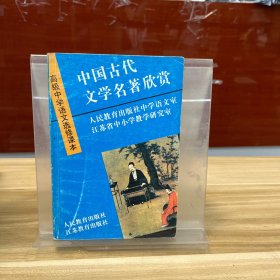 高级中学语文选修课本
中国古代
文学名著欣赏
人民教育出版社中学语文室
江苏省中小学教学研究室
人民教育出版社
江苏教育出版社